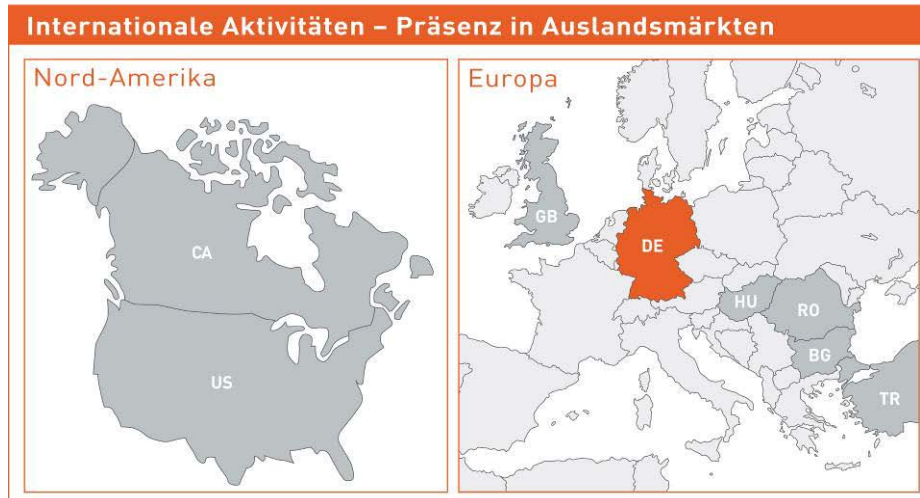 Internationale Aktivitäten – Präsenz in Auslandsmärkten
Nord-Amerika
CA
US
Europa
GB
DE
HU
RO
BG
TR